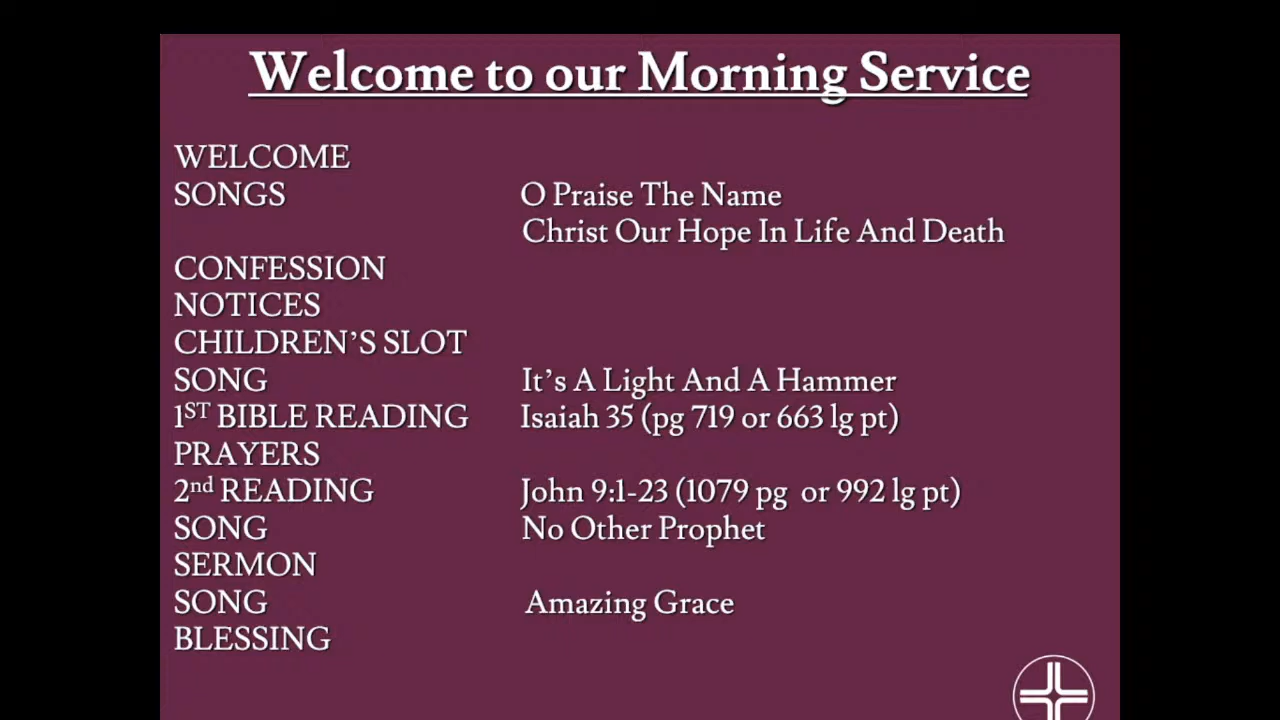 Welcome to our Morning Service
WELCOME
SONGS O Praise The Name
Christ Our Hope In Life And Death
CONFESSION
NOTICES
CHILDREN’S SLOT
SONG It’s A Light And A Hammer
1ST BIBLE READING Isaiah 35 (pg 719 or 663 lg pt)
PRAYERS
2nd READING John 9:1-23 (1079 pg or 992 lg pt)
SONG No Other Prophet
SERMON
SONG Amazing Grace
BLESSING